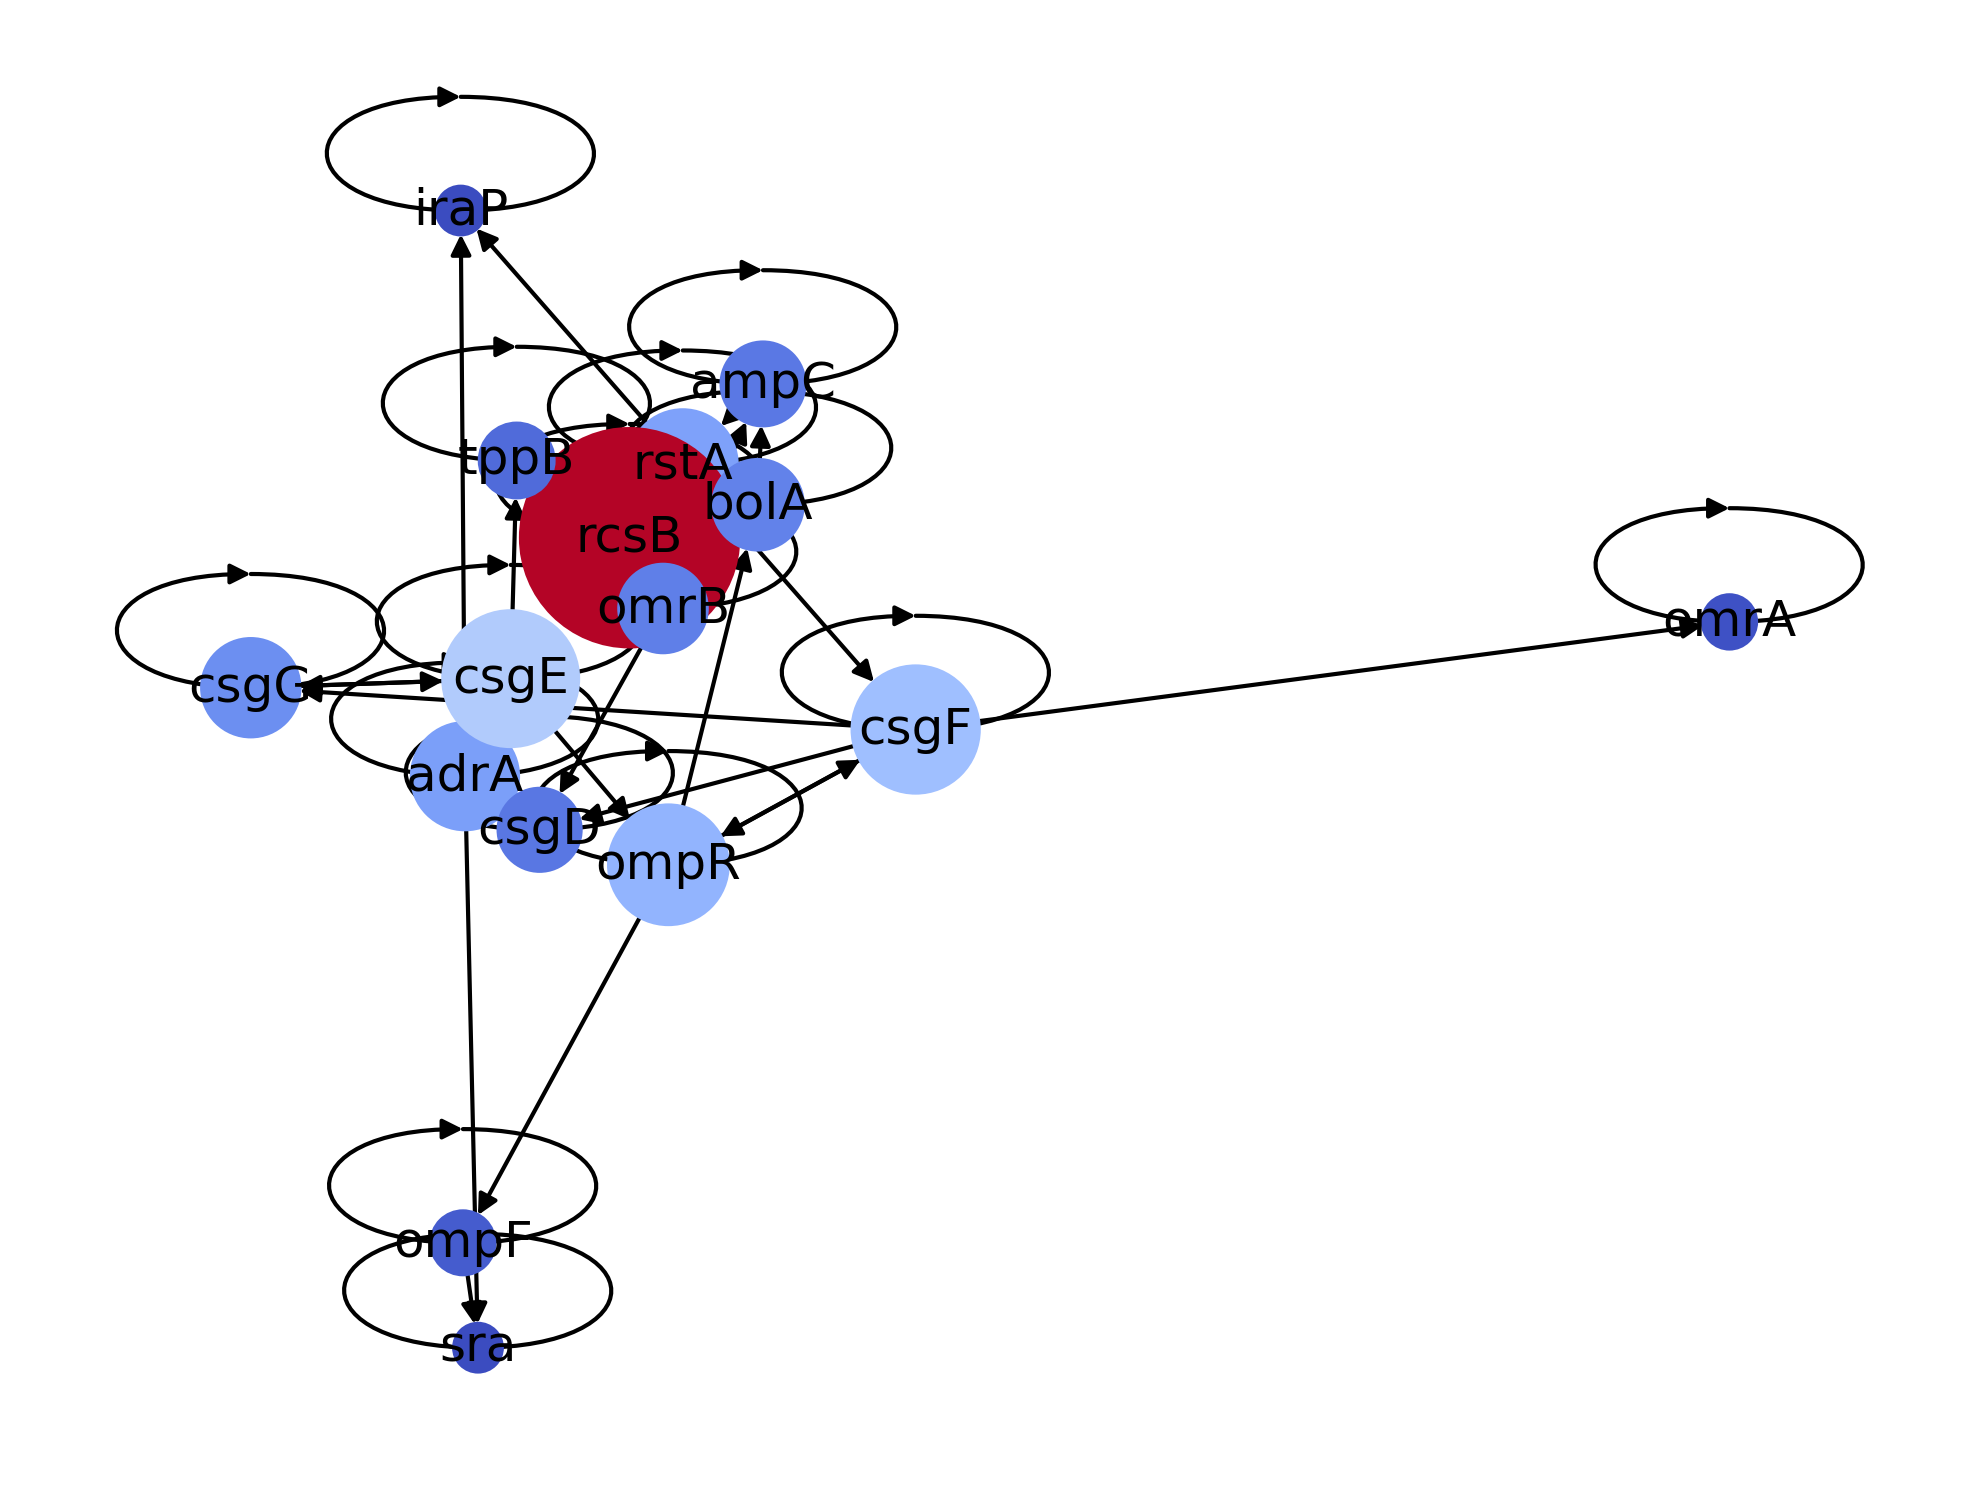 iraP
ampC
tppB
rstA
bolA
rcsB
omrB
omrA
csgE
csgC
csgF
adrA
csgD
ompR
ompF
sra